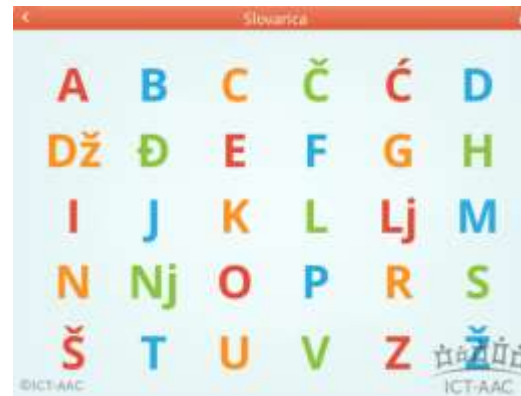 Slovarica
A B C Č Ć D
Dž Đ E F G H
I J K L Lj M
N Nj O P R S
Š T U V Z Ž
©ICT-AAC
ICT-AAC